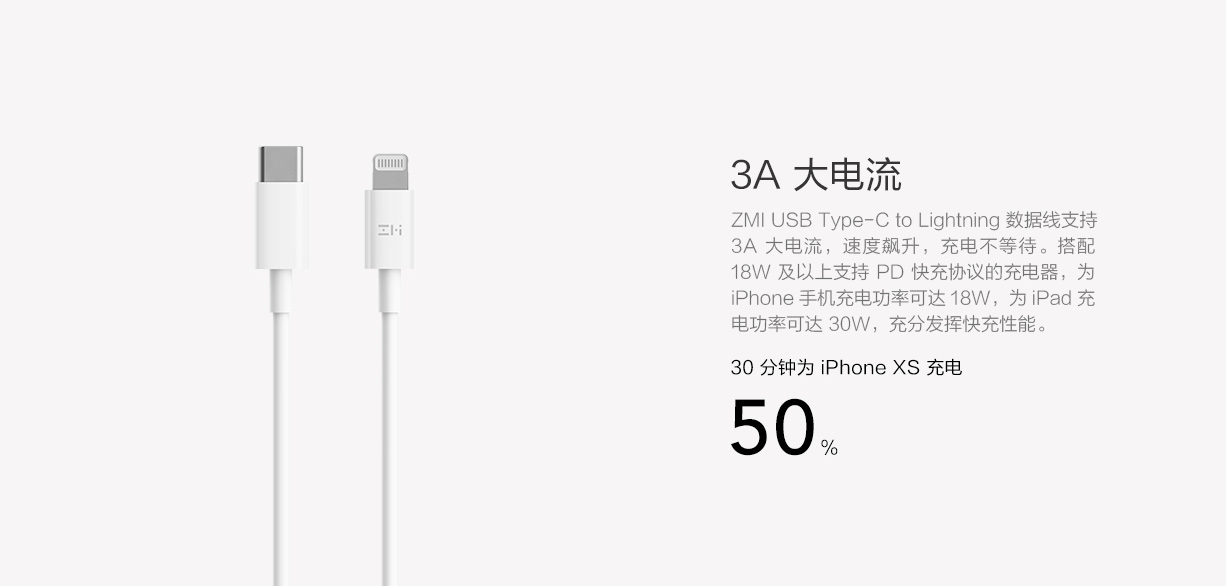 ZMI
3A 大电流
ZMI USB Type-C to Lightning 数据线支持
3A 大电流，速度飙升，充电不等待。搭配
18W 及以上支持 PD 快充协议的充电器，为
iPhone 手机充电功率可达 18W，为 iPad 充
电功率可达 30W，充分发挥快充性能。
30 分钟为 iPhone XS 充电
50%